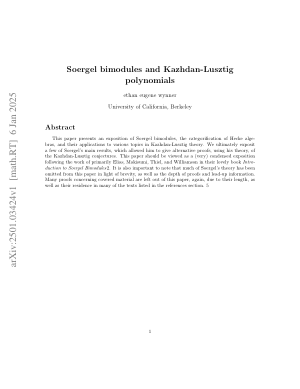 Soergel bimodules and Kazhdan-Lusztig
polynomials
ethan eugene wynner
University of California, Berkeley
Abstract
This paper presents an exposition of Soergel bimodules, the categorification of Hecke alge-
bras, and their applications to various topics in Kazhdan-Lusztig theory. We ultimately exposit
a few of Soergel's main results, which allowed him to give alternative proofs, using his theory, of
the Kazhdan-Lusztig conjectures. This paper should be viewed as a (very) condensed exposition
following the work of primarily Elias, Makisumi, Thiel, and Williamson in their lovely book Intro-
duction to Soergel Bimodules2. It is also important to note that much of Soergel's theory has been
omitted from this paper in light of brevity, as well as the depth of proofs and lead-up information.
Many proofs concerning covered material are left out of this paper, again, due to their length, as
well as their evidence in many of the texts listed in the references section. 5
arXiv:2501.03424v1 [math.RT] 6 Jan 2025
1